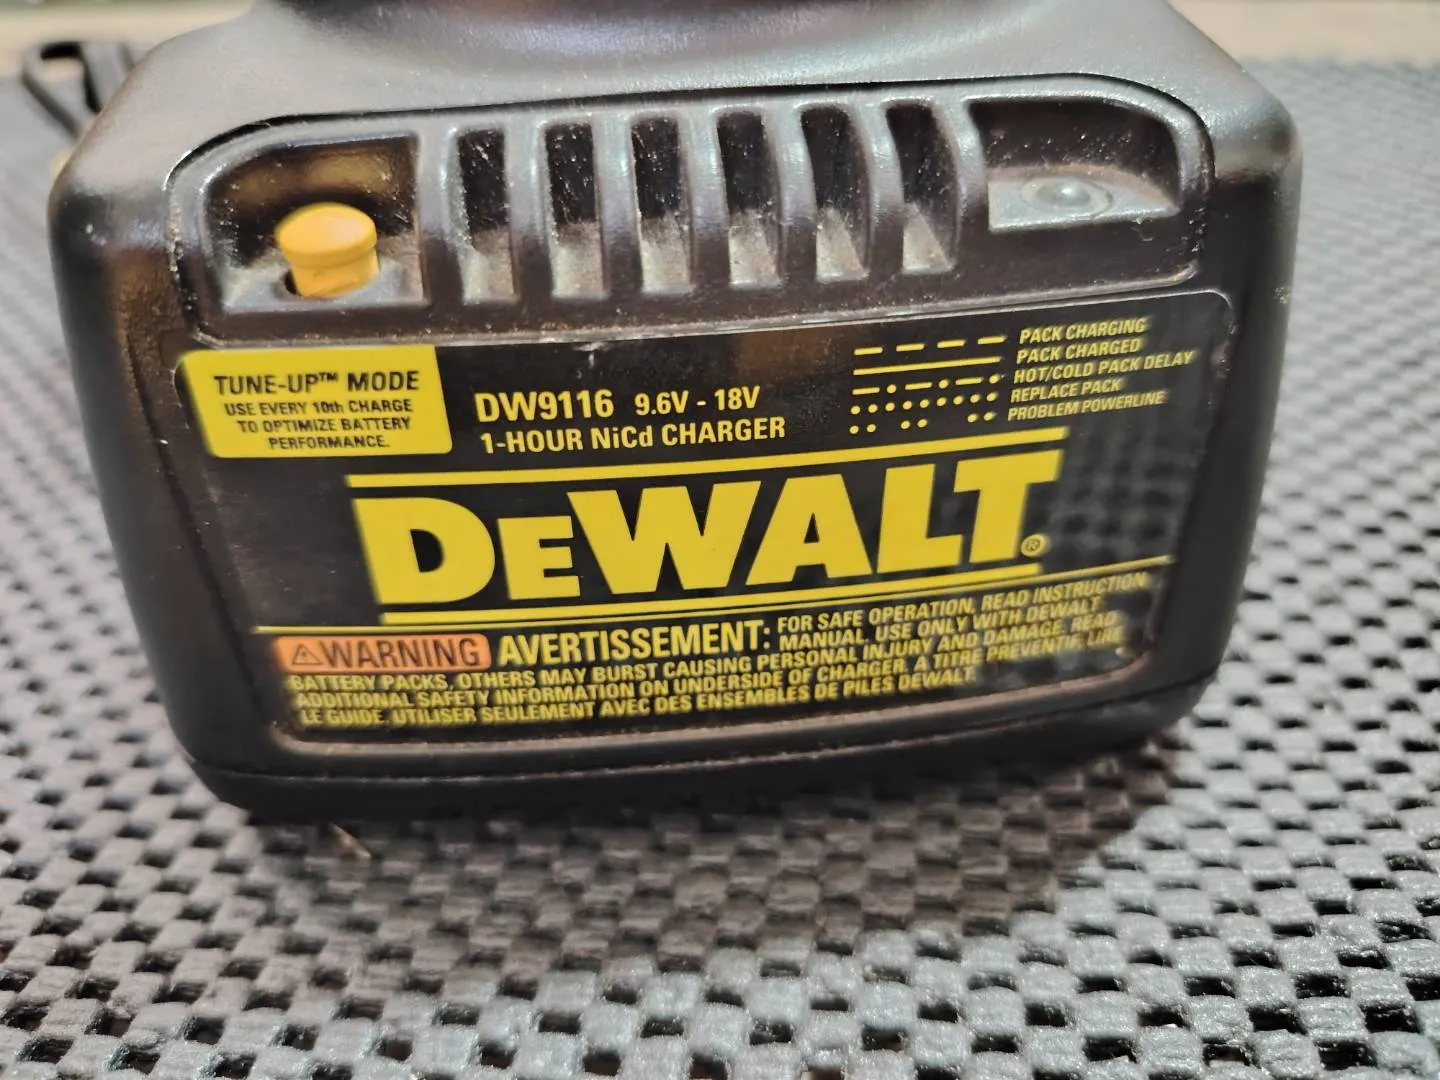 TUNE-UP™ MODE
USE EVERY 10th CHARGE
TO OPTIMIZE BATTERY
PERFORMANCE.
DW9116 9.6V - 18V
1-HOUR NiCd CHARGER
PACK CHARGING
PACK CHARGED
HOT/COLD PACK DELAY
REPLACE PACK
PROBLEM POWERLINE
DEWALT®
⚠WARNING AVERTISSEMENT: FOR SAFE OPERATION, READ INSTRUCTION
MANUAL. USE ONLY WITH DEWALT
BATTERY PACKS, OTHERS MAY BURST CAUSING PERSONAL INJURY AND DAMAGE. READ
ADDITIONAL SAFETY INFORMATION ON UNDERSIDE OF CHARGER. A TITRE PREVENTIF, LIRE
LE GUIDE. UTILISER SEULEMENT AVEC DES ENSEMBLES DE PILES DEWALT.